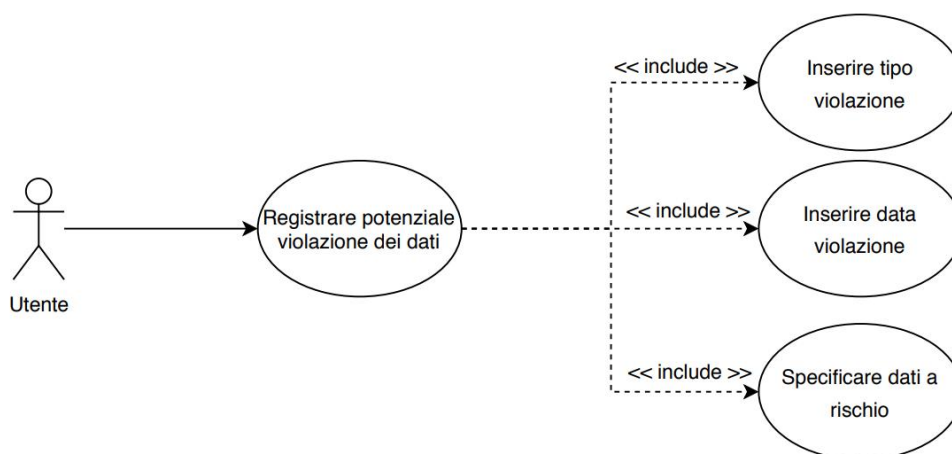 << include >>
Inserire tipo
violazione
Registrare potenziale
violazione dei dati
<< include >>
Inserire data
violazione
Utente
<< include >>
Specificare dati a
rischio